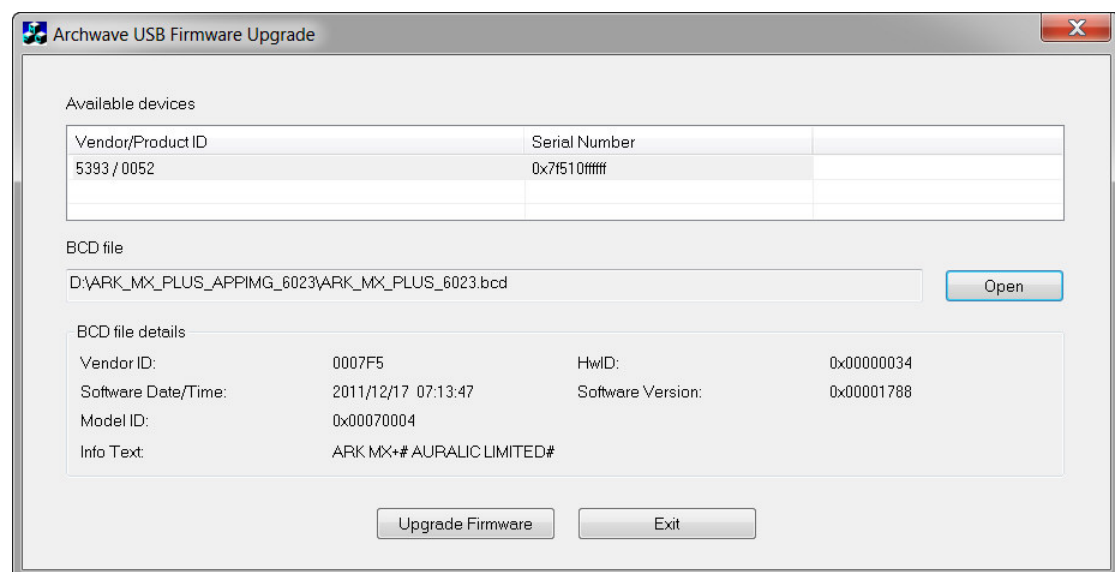 Archwave USB Firmware Upgrade
X
Available devices
Vendor/Product ID Serial Number
5393 / 0052 0x7f510ffffff
BCD file
D:\ARK_MX_PLUS_APPIMG_6023\ARK_MX_PLUS_6023.bcd Open
BCD file details
Vendor ID: 0007F5 HwID: 0x00000034
Software Date/Time: 2011/12/17 07:13:47 Software Version: 0x00001788
Model ID: 0x00070004
Info Text: ARK MX+# AURALIC LIMITED#
Upgrade Firmware Exit